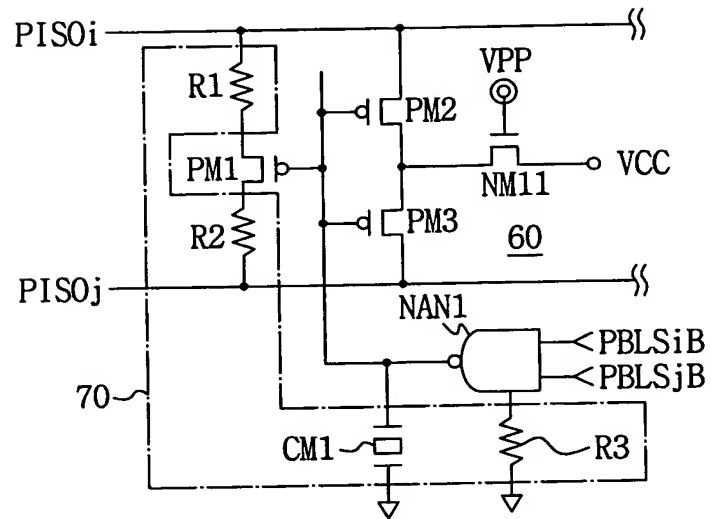 PISOi
R1
VPP
PM2
PM1
VCC
NM11
R2
PM3
60
PISOj
NAN1
PBLSiB
PBLSjB
70
CM1
R3